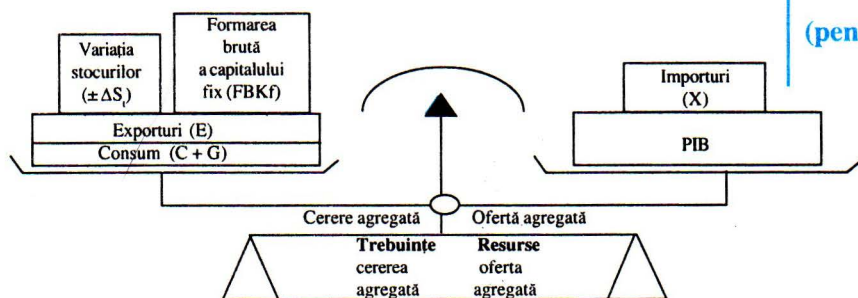 (pen
Variația
stocurilor
(± ΔSₜ)
Formarea
brută
a capitalului
fix (FBKf)
Exporturi (E)
Consum (C + G)
Importuri
(X)
PIB
Cerere agregată
Ofertă agregată
Trebuințe
cererea
agregată
Resurse
oferta
agregată